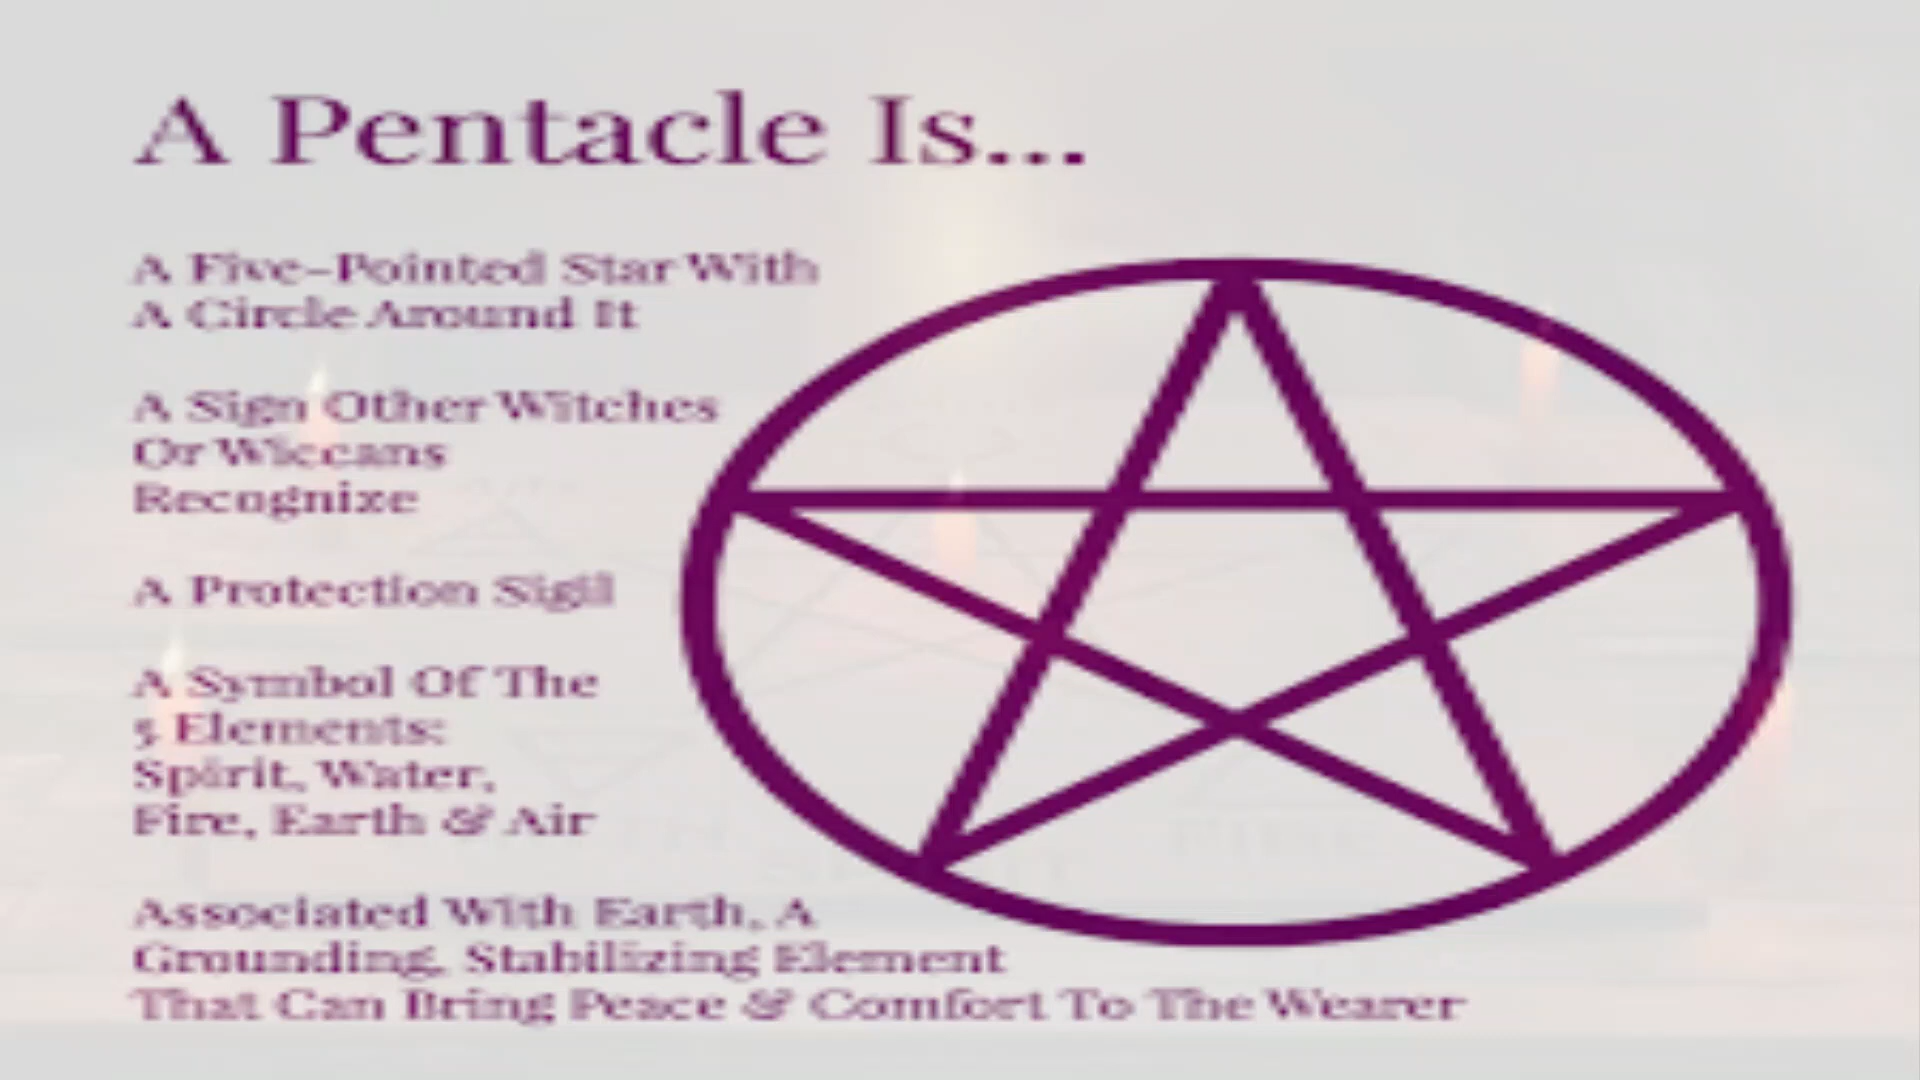 A Pentacle Is...
A Five-Pointed Star With
A Circle Around It
A Sign Other Witches
Or Wiccans
Recognize
A Protection Sigil
A Symbol Of The
5 Elements:
Spirit, Water,
Fire, Earth & Air
Associated With Earth, A
Grounding, Stabilizing Element
That Can Bring Peace & Comfort To The Wearer